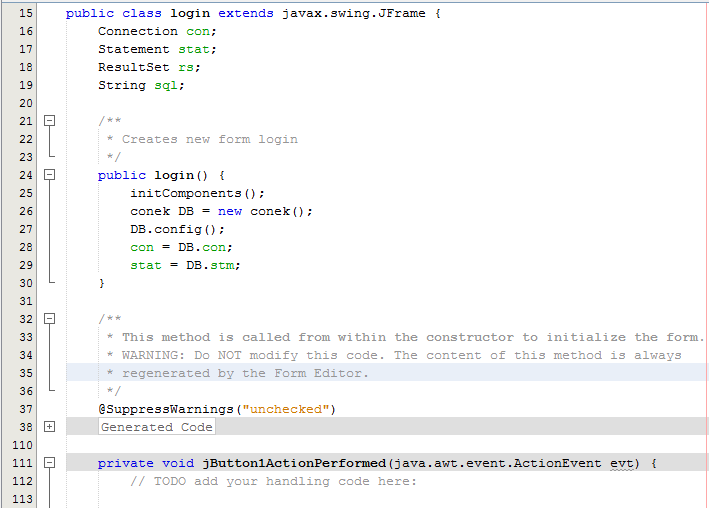 15 public class login extends javax.swing.JFrame {
16     Connection con;
17     Statement stat;
18     ResultSet rs;
19     String sql;
20
21     /**
22      * Creates new form login
23      */
24     public login() {
25         initComponents();
26         conek DB = new conek();
27         DB.config();
28         con = DB.con;
29         stat = DB.stm;
30     }
31
32     /**
33      * This method is called from within the constructor to initialize the form.
34      * WARNING: Do NOT modify this code. The content of this method is always
35      * regenerated by the Form Editor.
36      */
37     @SuppressWarnings("unchecked")
38     Generated Code
110
111     private void jButton1ActionPerformed(java.awt.event.ActionEvent evt) {
112         // TODO add your handling code here:
113